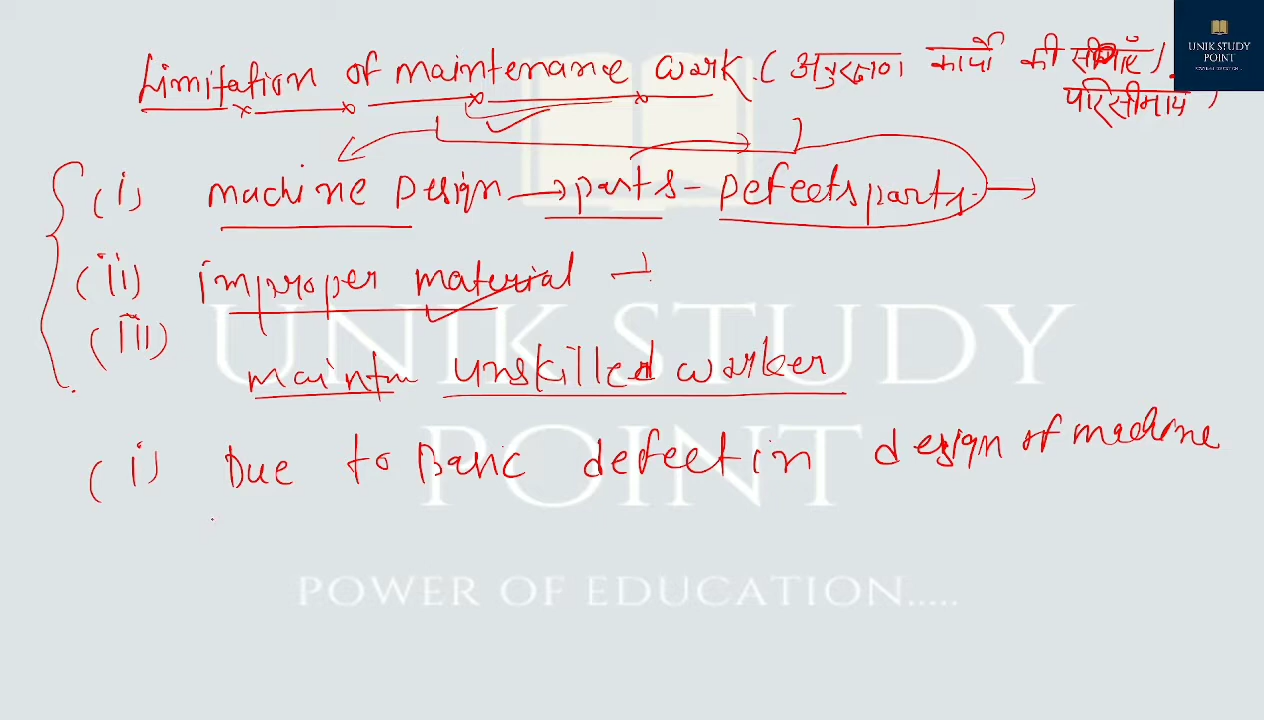 Limitation of maintenance work. (अनुरक्षण कार्यों की सीमाएँ)
परिसीमाये)
(i) machine Design → parts - Defects parts. →
(ii) improper material →
(iii)
unskilled worker
(i) Due to Basic defect in design of machine
UNIK STUDY
POINT
POWER OF EDUCATION.....
UNIK STUDY
POINT